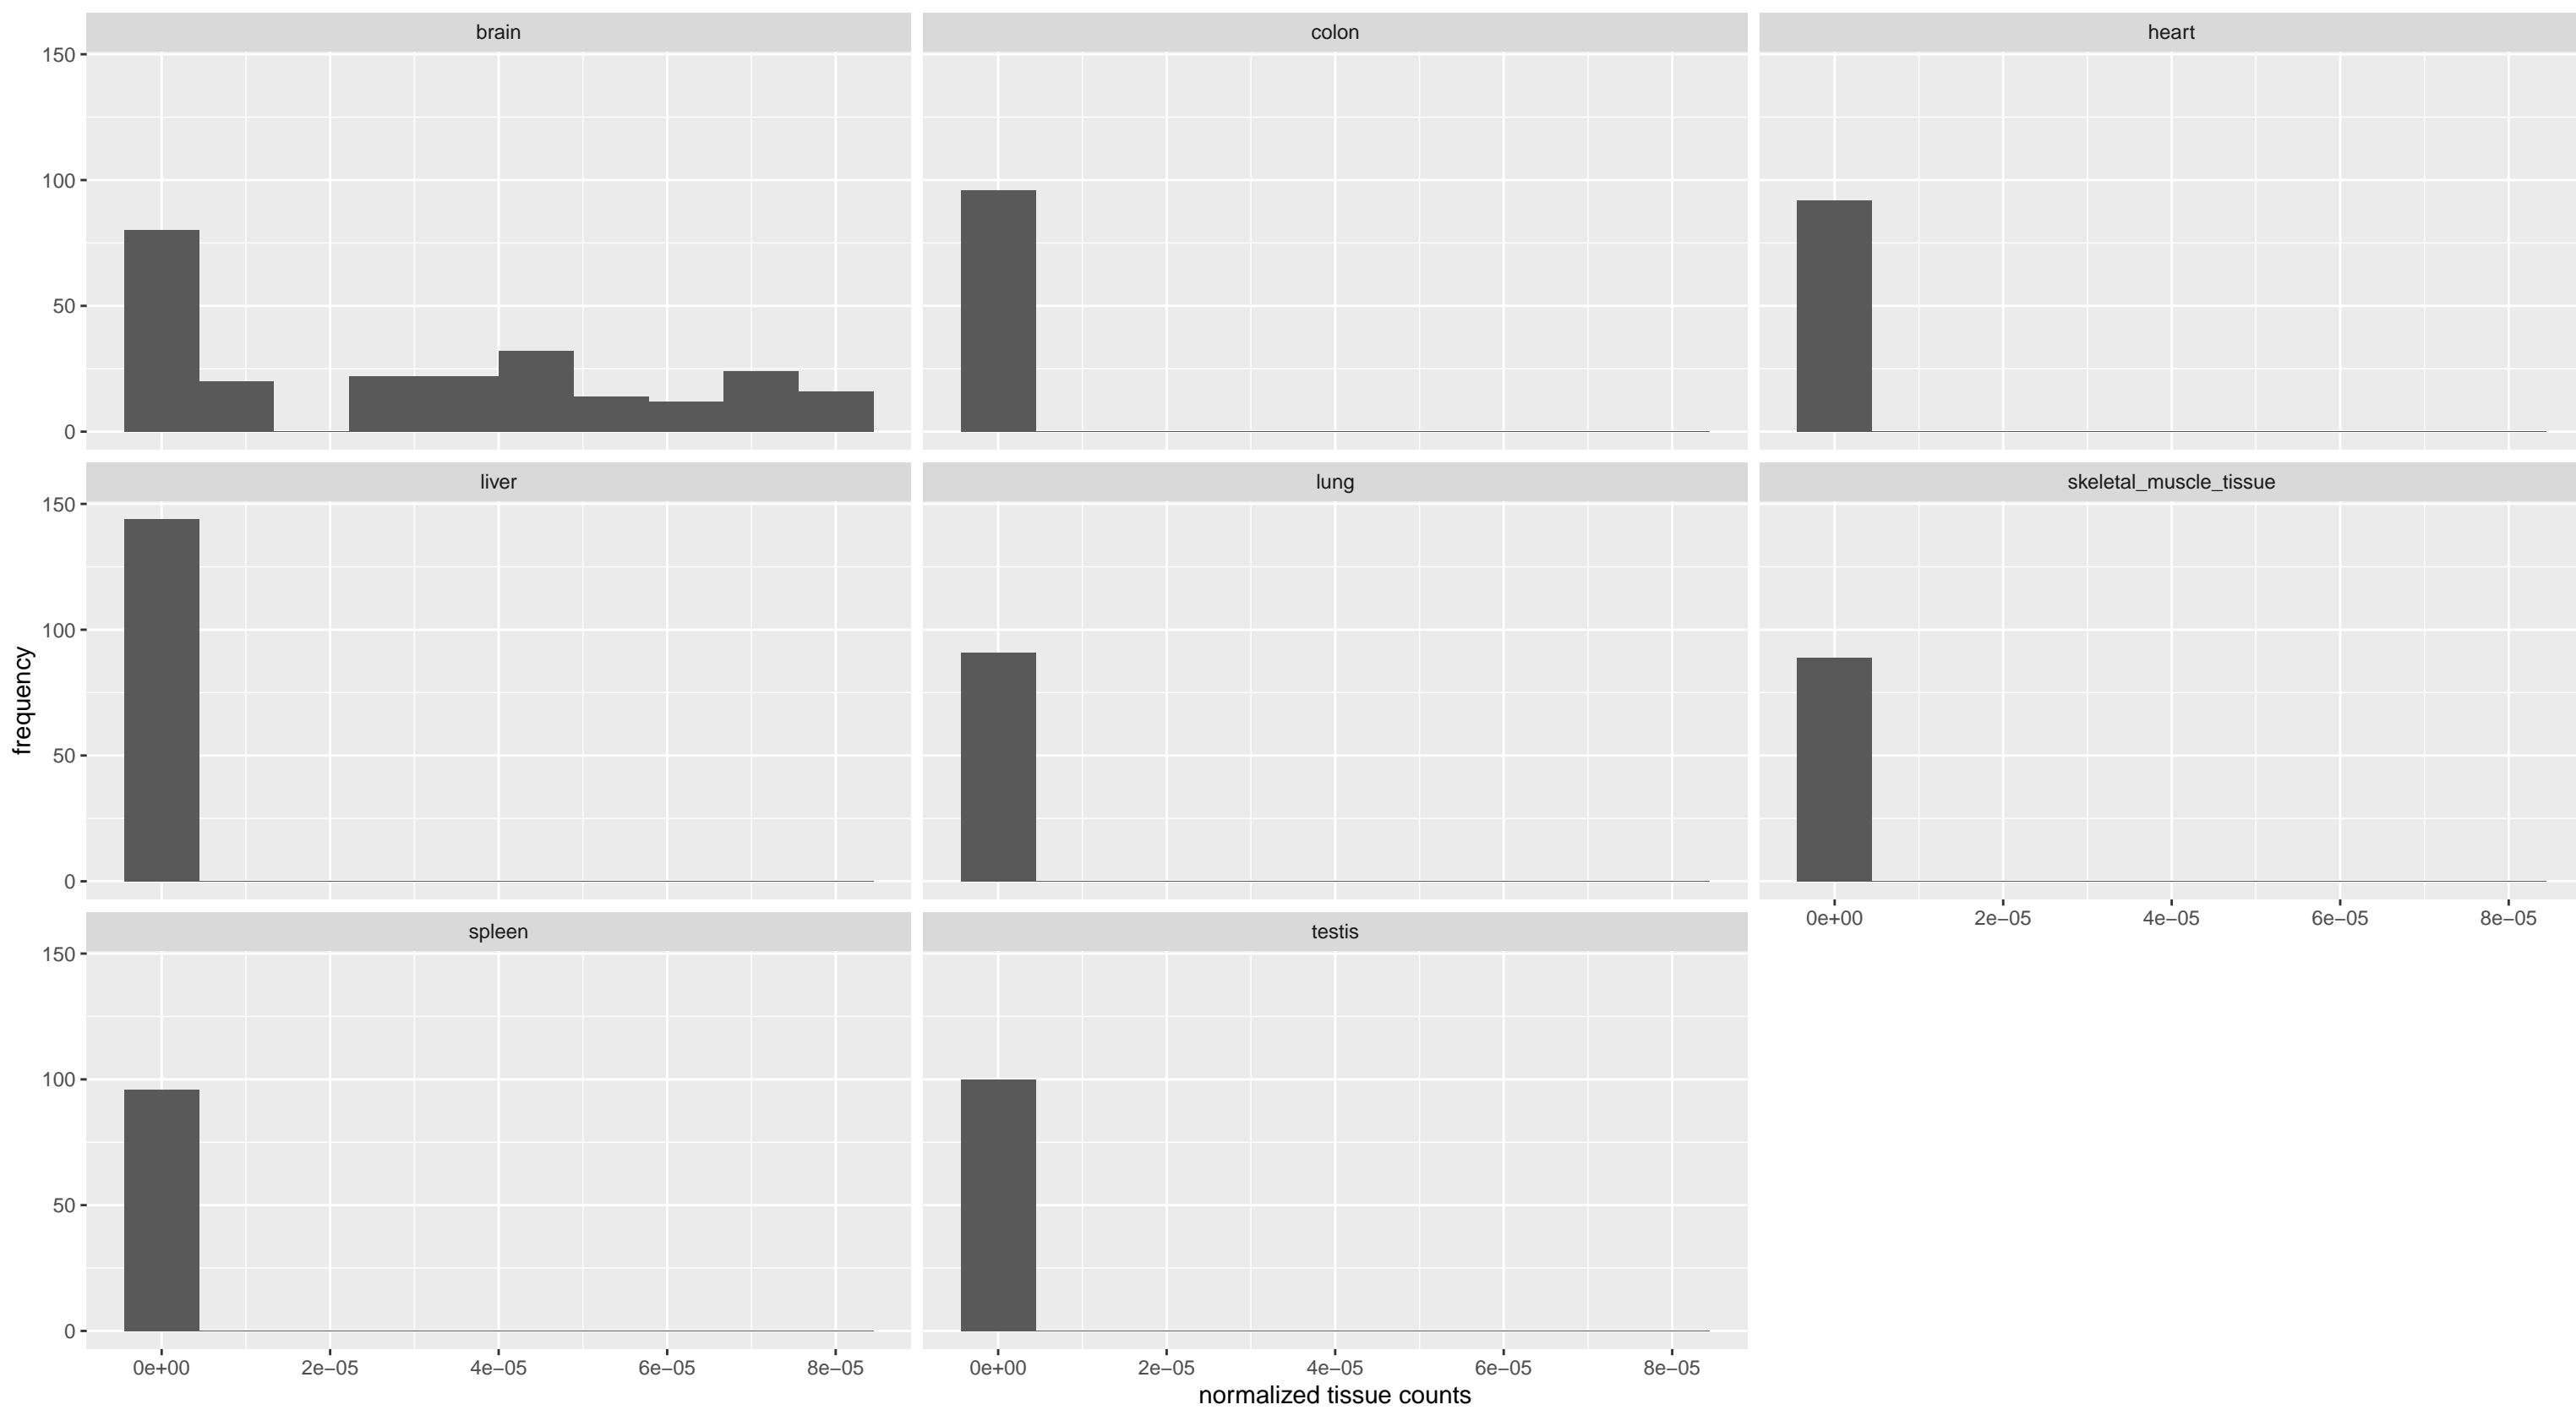 brain
colon
heart
150
100
50
0
liver
lung
skeletal_muscle_tissue
150
100
50
0
frequency
0e+00 2e−05 4e−05 6e−05 8e−05
spleen
testis
150
100
50
0
0e+00 2e−05 4e−05 6e−05 8e−05
0e+00 2e−05 4e−05 6e−05 8e−05
normalized tissue counts